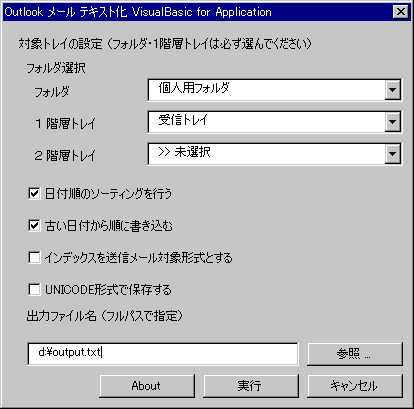 Outlook メール テキスト化 VisualBasic for Application
対象トレイの設定 (フォルダ・1階層トレイは必ず選んでください)
フォルダ選択
フォルダ 個人用フォルダ
1階層トレイ 受信トレイ
2階層トレイ >> 未選択
日付順のソーティングを行う
古い日付から順に書き込む
インデックスを送信メール対象形式とする
UNICODE形式で保存する
出力ファイル名 (フルパスで指定)
d:¥output.txt 参照 ...
About 実行 キャンセル